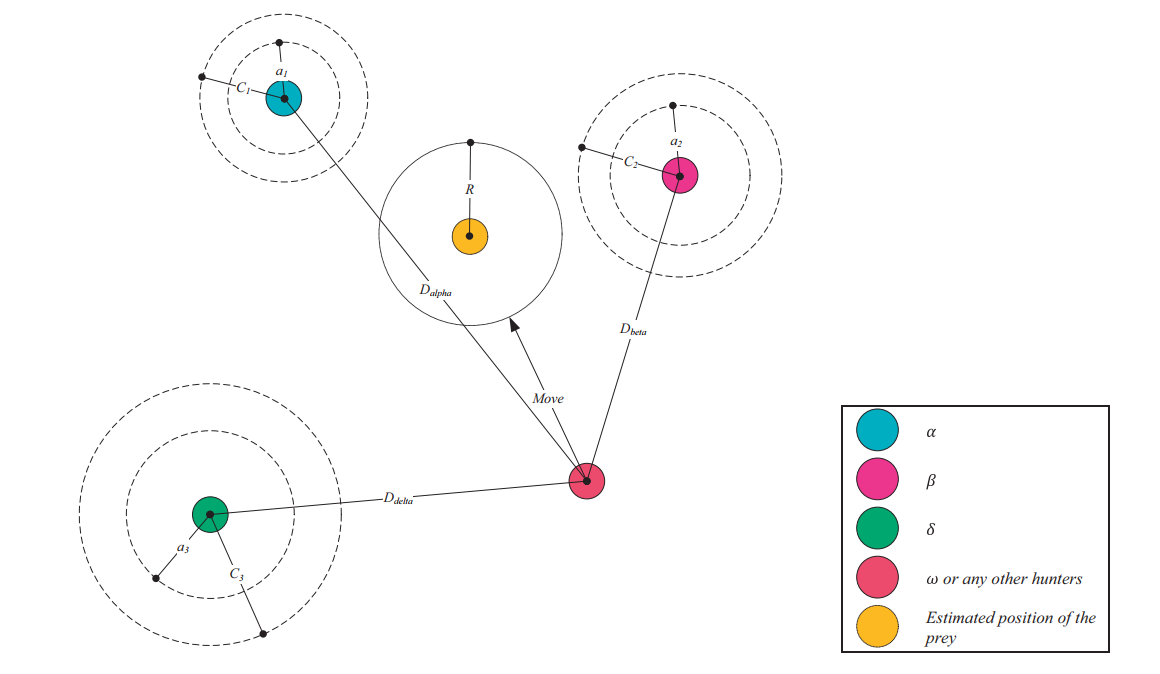 a1
C1
a2
C2
R
Dalpha
Dbeta
Move
Ddelta
a3
C3
α
β
δ
ω or any other hunters
Estimated position of the
prey